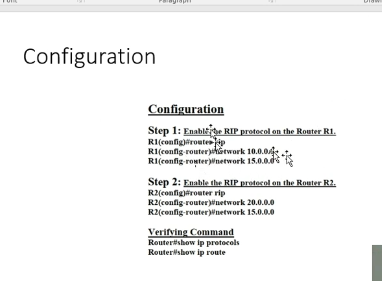 Font
Paragraph
Configuration
Configuration
Step 1: Enable the RIP protocol on the Router R1.
R1(config)#router rip
R1(config-router)#network 10.0.0.0
R1(config-router)#network 15.0.0.0
Step 2: Enable the RIP protocol on the Router R2.
R2(config)#router rip
R2(config-router)#network 20.0.0.0
R2(config-router)#network 15.0.0.0
Verifying Command
Router#show ip protocols
Router#show ip route